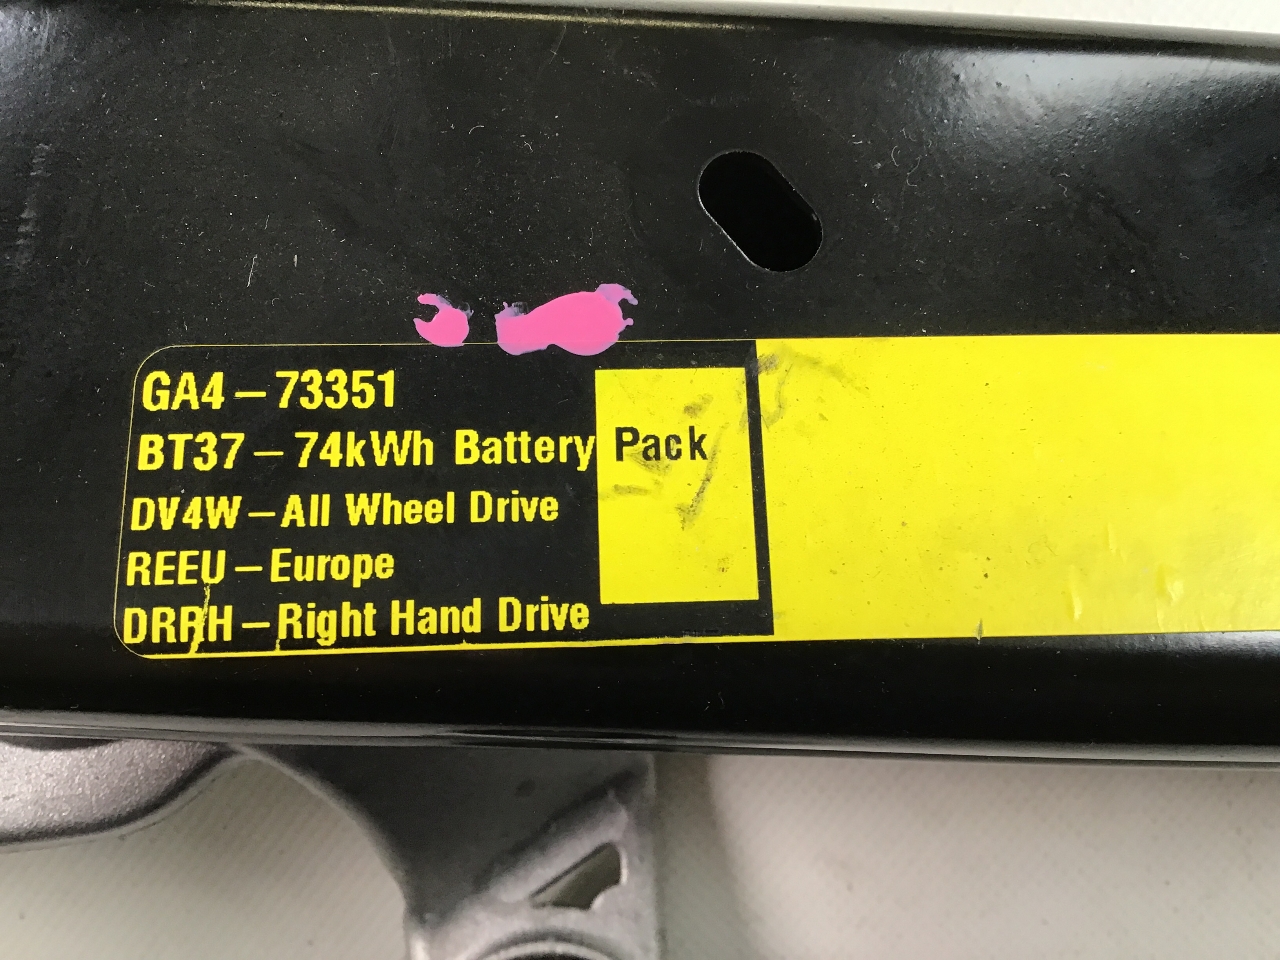 GA4 – 73351
BT37 – 74kWh Battery Pack
DV4W – All Wheel Drive
REEU – Europe
DRRH – Right Hand Drive